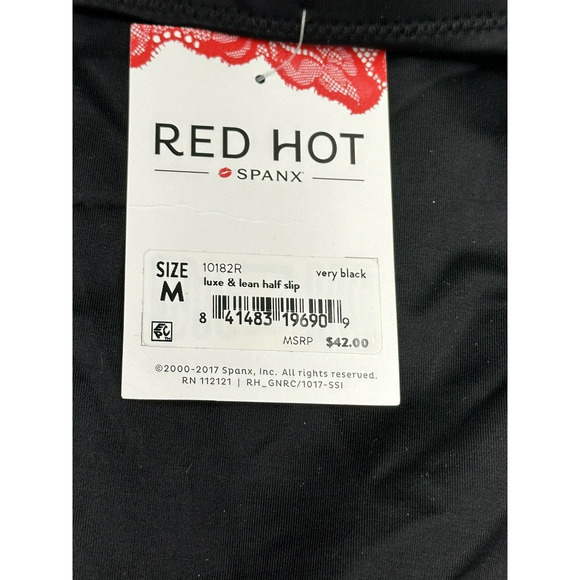 RED HOT
SPANX
SIZE
M
10182R
very black
luxe & lean half slip
8 41483 19690 9
MSRP $42.00
©2000-2017 Spanx, Inc. All rights reserved.
RN 112121 | RH_GNRC/1017-SSI